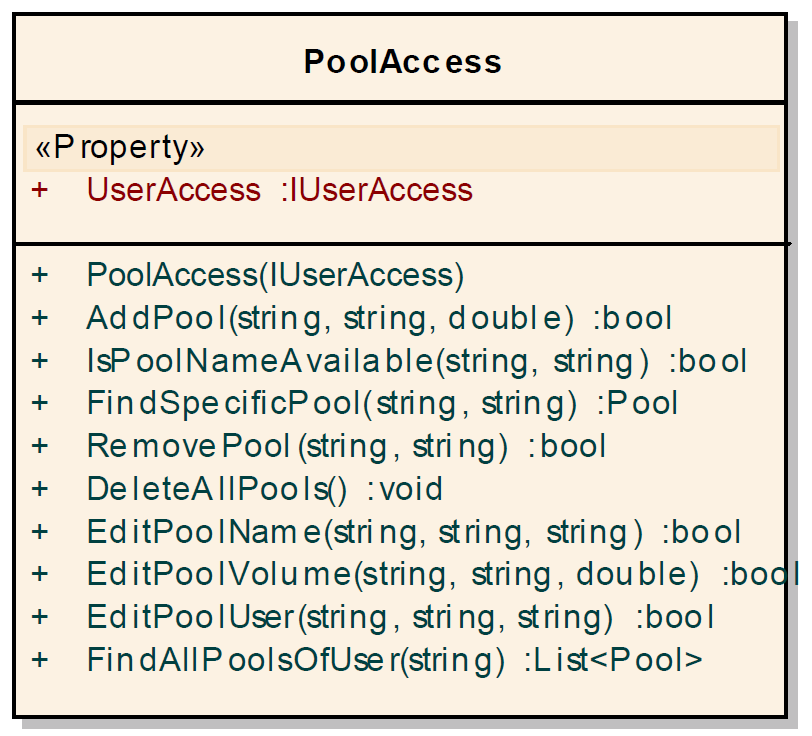 PoolAccess
«Property»
+ UserAccess :IUserAccess
+ PoolAccess(IUserAccess)
+ AddPool(string, string, double) :bool
+ IsPoolNameAvailable(string, string) :bool
+ FindSpecificPool(string, string) :Pool
+ RemovePool(string, string) :bool
+ DeleteAllPools() :void
+ EditPoolName(string, string, string) :bool
+ EditPoolVolume(string, string, double) :bool
+ EditPoolUser(string, string, string) :bool
+ FindAllPoolsOfUser(string) :List<Pool>